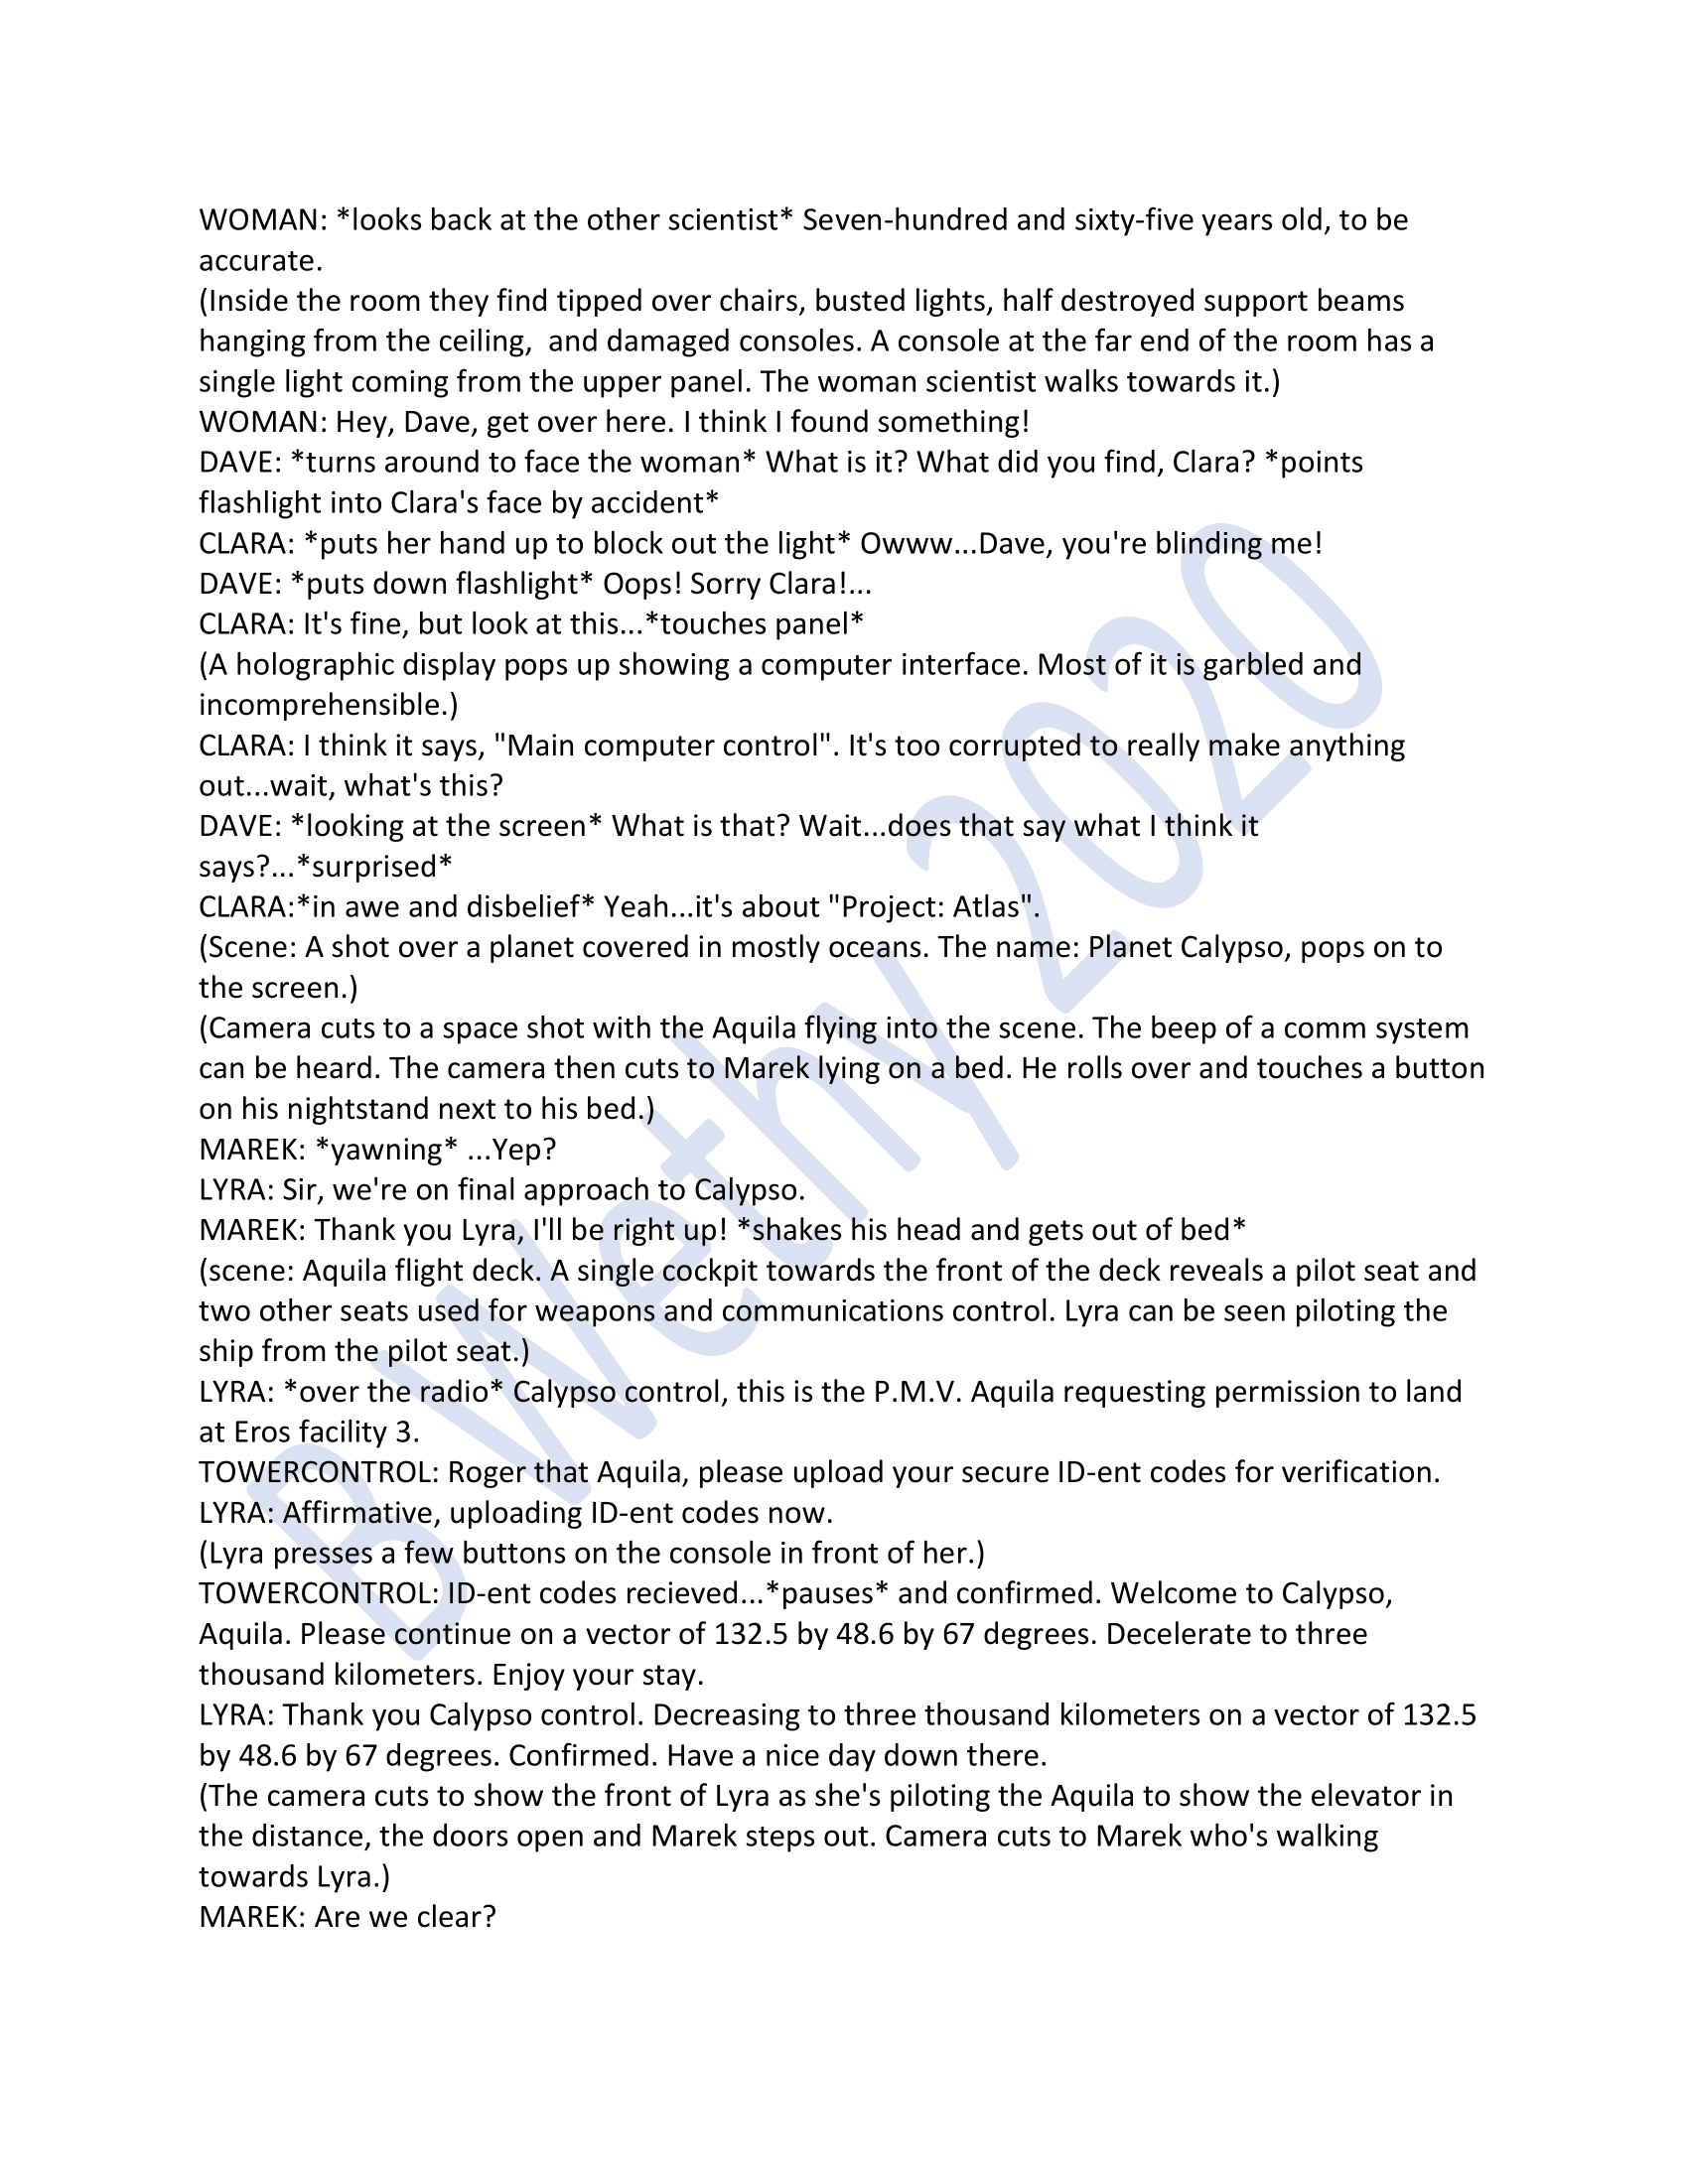 WOMAN: *looks back at the other scientist* Seven-hundred and sixty-five years old, to be
accurate.
(Inside the room they find tipped over chairs, busted lights, half destroyed support beams
hanging from the ceiling,  and damaged consoles. A console at the far end of the room has a
single light coming from the upper panel. The woman scientist walks towards it.)
WOMAN: Hey, Dave, get over here. I think I found something!
DAVE: *turns around to face the woman* What is it? What did you find, Clara? *points
flashlight into Clara's face by accident*
CLARA: *puts her hand up to block out the light* Owww...Dave, you're blinding me!
DAVE: *puts down flashlight* Oops! Sorry Clara!...
CLARA: It's fine, but look at this...*touches panel*
(A holographic display pops up showing a computer interface. Most of it is garbled and
incomprehensible.)
CLARA: I think it says, "Main computer control". It's too corrupted to really make anything
out...wait, what's this?
DAVE: *looking at the screen* What is that? Wait...does that say what I think it
says?...*surprised*
CLARA:*in awe and disbelief* Yeah...it's about "Project: Atlas".
(Scene: A shot over a planet covered in mostly oceans. The name: Planet Calypso, pops on to
the screen.)
(Camera cuts to a space shot with the Aquila flying into the scene. The beep of a comm system
can be heard. The camera then cuts to Marek lying on a bed. He rolls over and touches a button
on his nightstand next to his bed.)
MAREK: *yawning* ...Yep?
LYRA: Sir, we're on final approach to Calypso.
MAREK: Thank you Lyra, I'll be right up! *shakes his head and gets out of bed*
(scene: Aquila flight deck. A single cockpit towards the front of the deck reveals a pilot seat and
two other seats used for weapons and communications control. Lyra can be seen piloting the
ship from the pilot seat.)
LYRA: *over the radio* Calypso control, this is the P.M.V. Aquila requesting permission to land
at Eros facility 3.
TOWERCONTROL: Roger that Aquila, please upload your secure ID-ent codes for verification.
LYRA: Affirmative, uploading ID-ent codes now.
(Lyra presses a few buttons on the console in front of her.)
TOWERCONTROL: ID-ent codes recieved...*pauses* and confirmed. Welcome to Calypso,
Aquila. Please continue on a vector of 132.5 by 48.6 by 67 degrees. Decelerate to three
thousand kilometers. Enjoy your stay.
LYRA: Thank you Calypso control. Decreasing to three thousand kilometers on a vector of 132.5
by 48.6 by 67 degrees. Confirmed. Have a nice day down there.
(The camera cuts to show the front of Lyra as she's piloting the Aquila to show the elevator in
the distance, the doors open and Marek steps out. Camera cuts to Marek who's walking
towards Lyra.)
MAREK: Are we clear?
B Wethy 2020